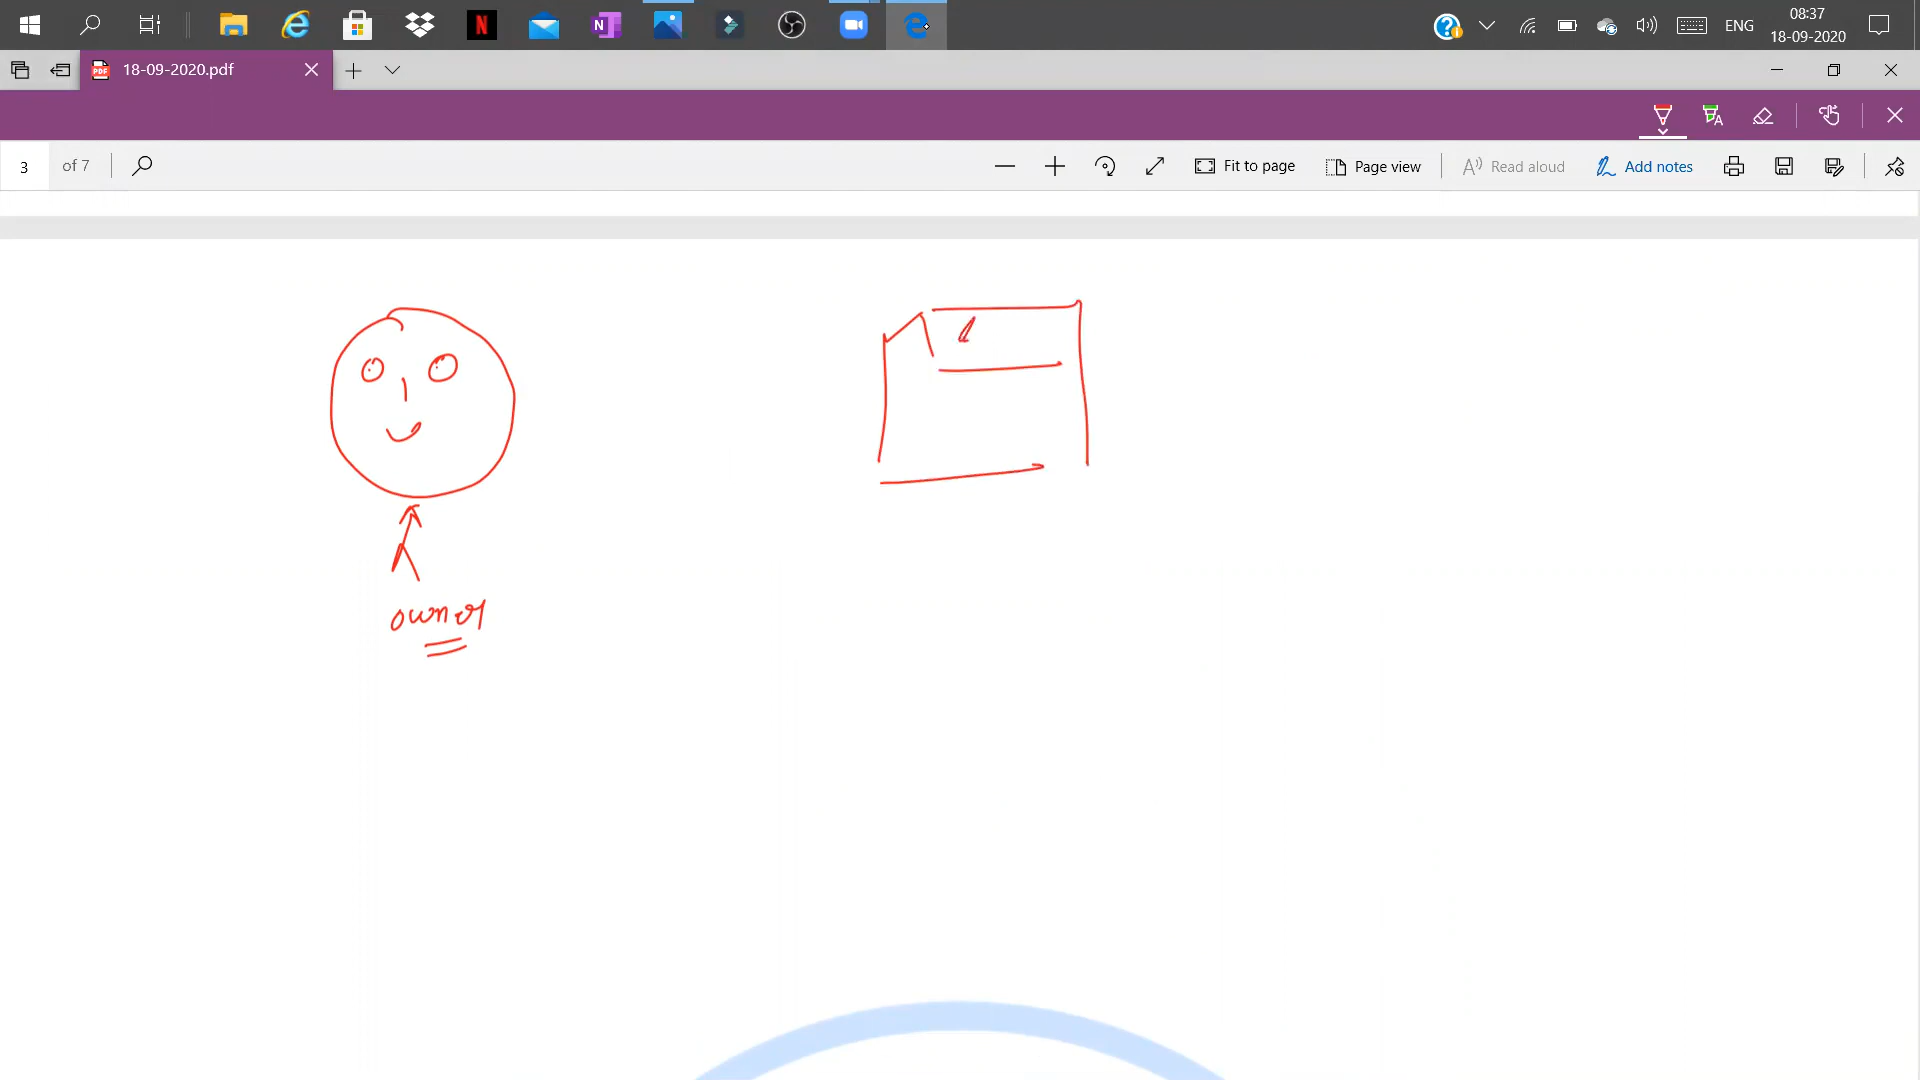 08:37
ENG
18-09-2020
18-09-2020.pdf
3 of 7
Fit to page
Page view
Read aloud
Add notes
owner